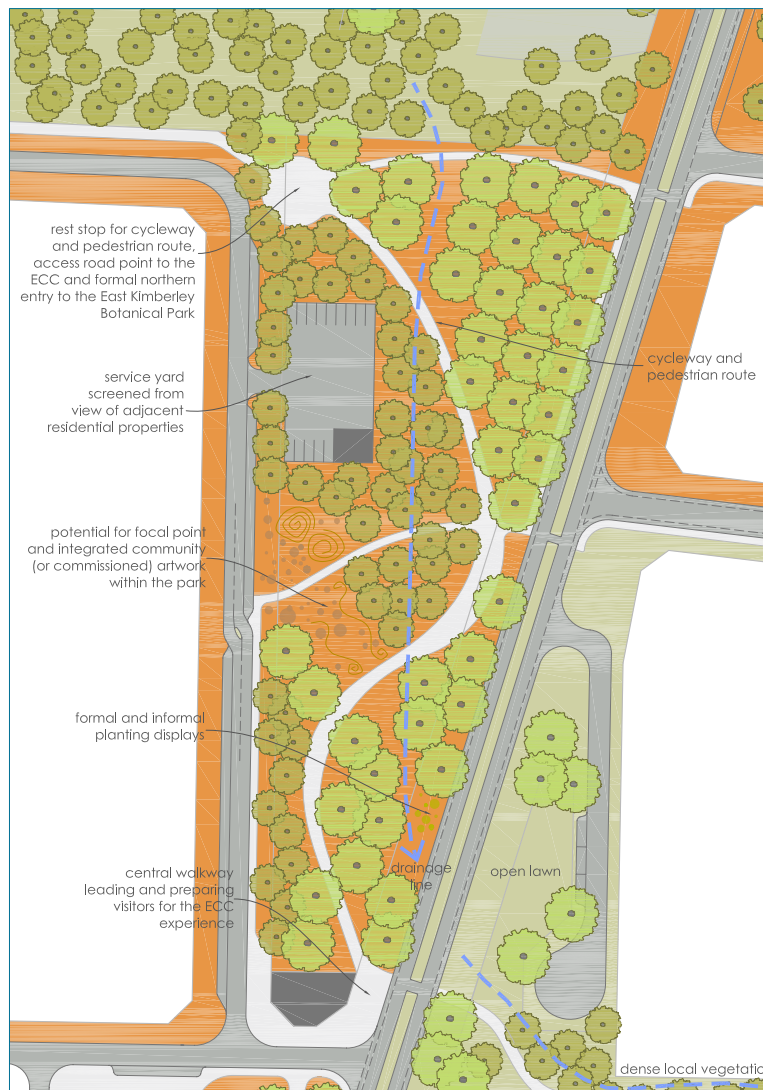 rest stop for cycleway
and pedestrian route,
access road point to the
ECC and formal northern
entry to the East Kimberley
Botanical Park
cycleway and
pedestrian route
service yard
screened from
view of adjacent
residential properties
potential for focal point
and integrated community
(or commissioned) artwork
within the park
formal and informal
planting displays
drainage
line
open lawn
central walkway
leading and preparing
visitors for the ECC
experience
dense local vegetatio